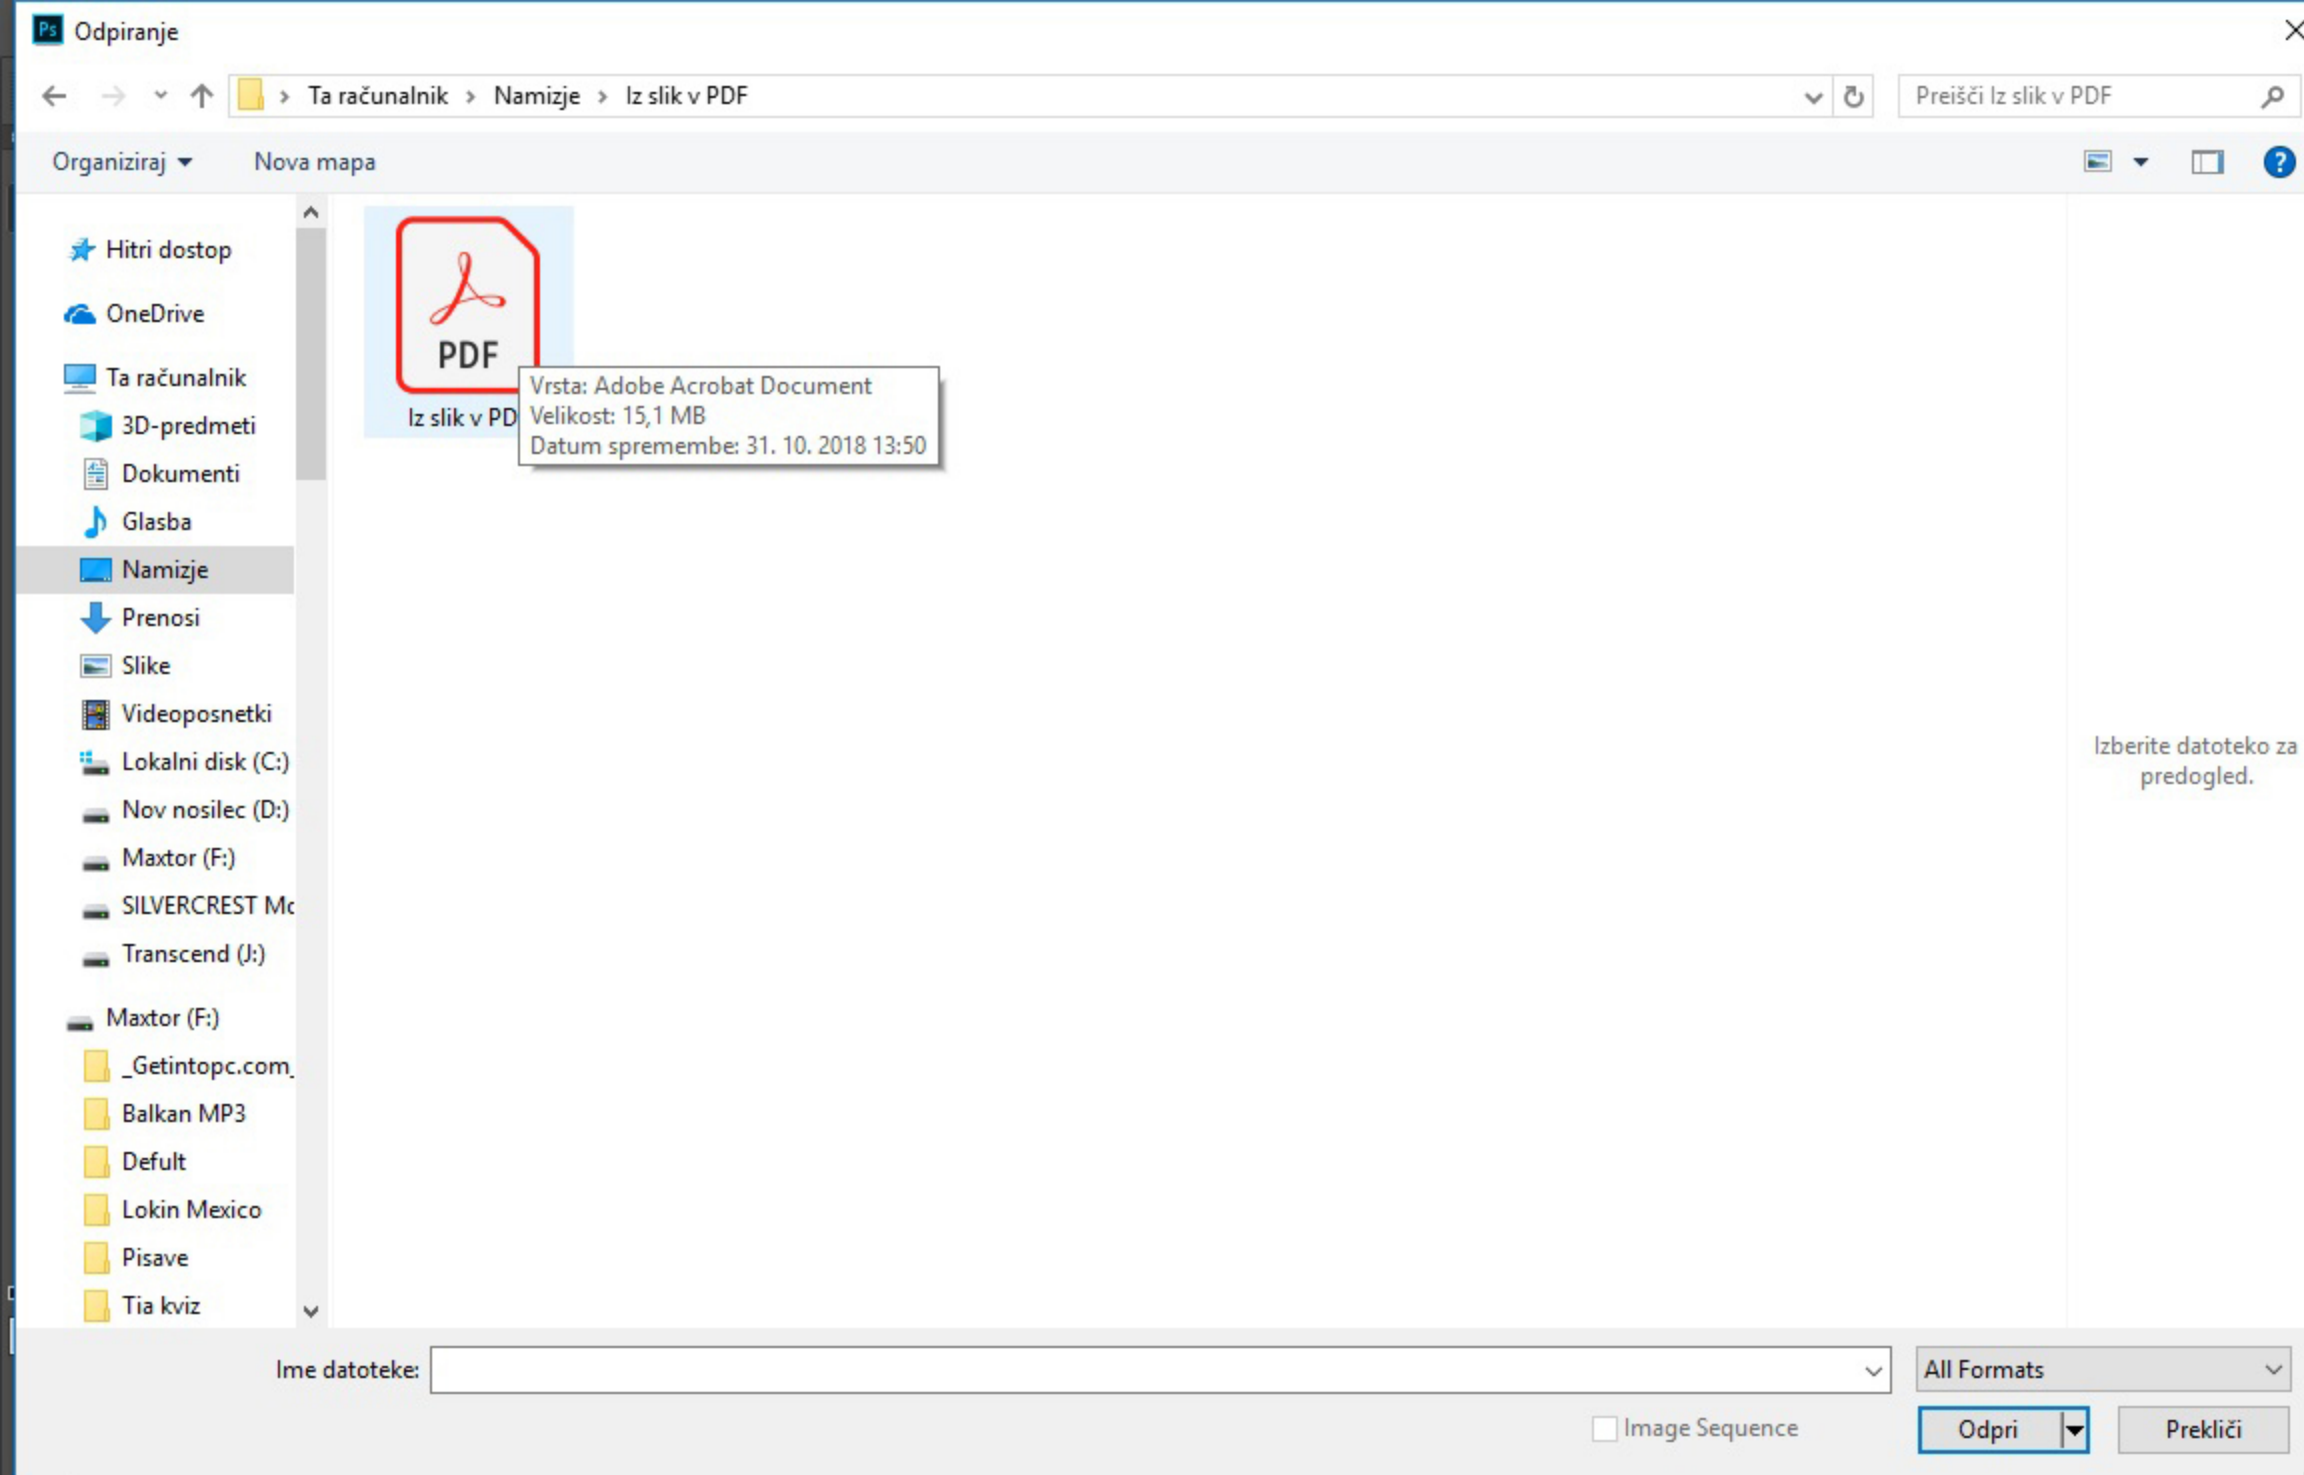 Ps Odpiranje
Ta računalnik > Namizje > Iz slik v PDF
Preišči Iz slik v PDF
Organiziraj
Nova mapa
?
Hitri dostop
OneDrive
Ta računalnik
3D-predmeti
Dokumenti
Glasba
Namizje
Prenosi
Slike
Videoposnetki
Lokalni disk (C:)
Nov nosilec (D:)
Maxtor (F:)
SILVERCREST Mc
Transcend (J:)
Maxtor (F:)
_Getintopc.com_
Balkan MP3
Defult
Lokin Mexico
Pisave
Tia kviz
PDF
Iz slik v PD
Vrsta: Adobe Acrobat Document
Velikost: 15,1 MB
Datum spremembe: 31. 10. 2018 13:50
Izberite datoteko za
predogled.
Ime datoteke:
All Formats
Image Sequence
Odpri
Prekliči